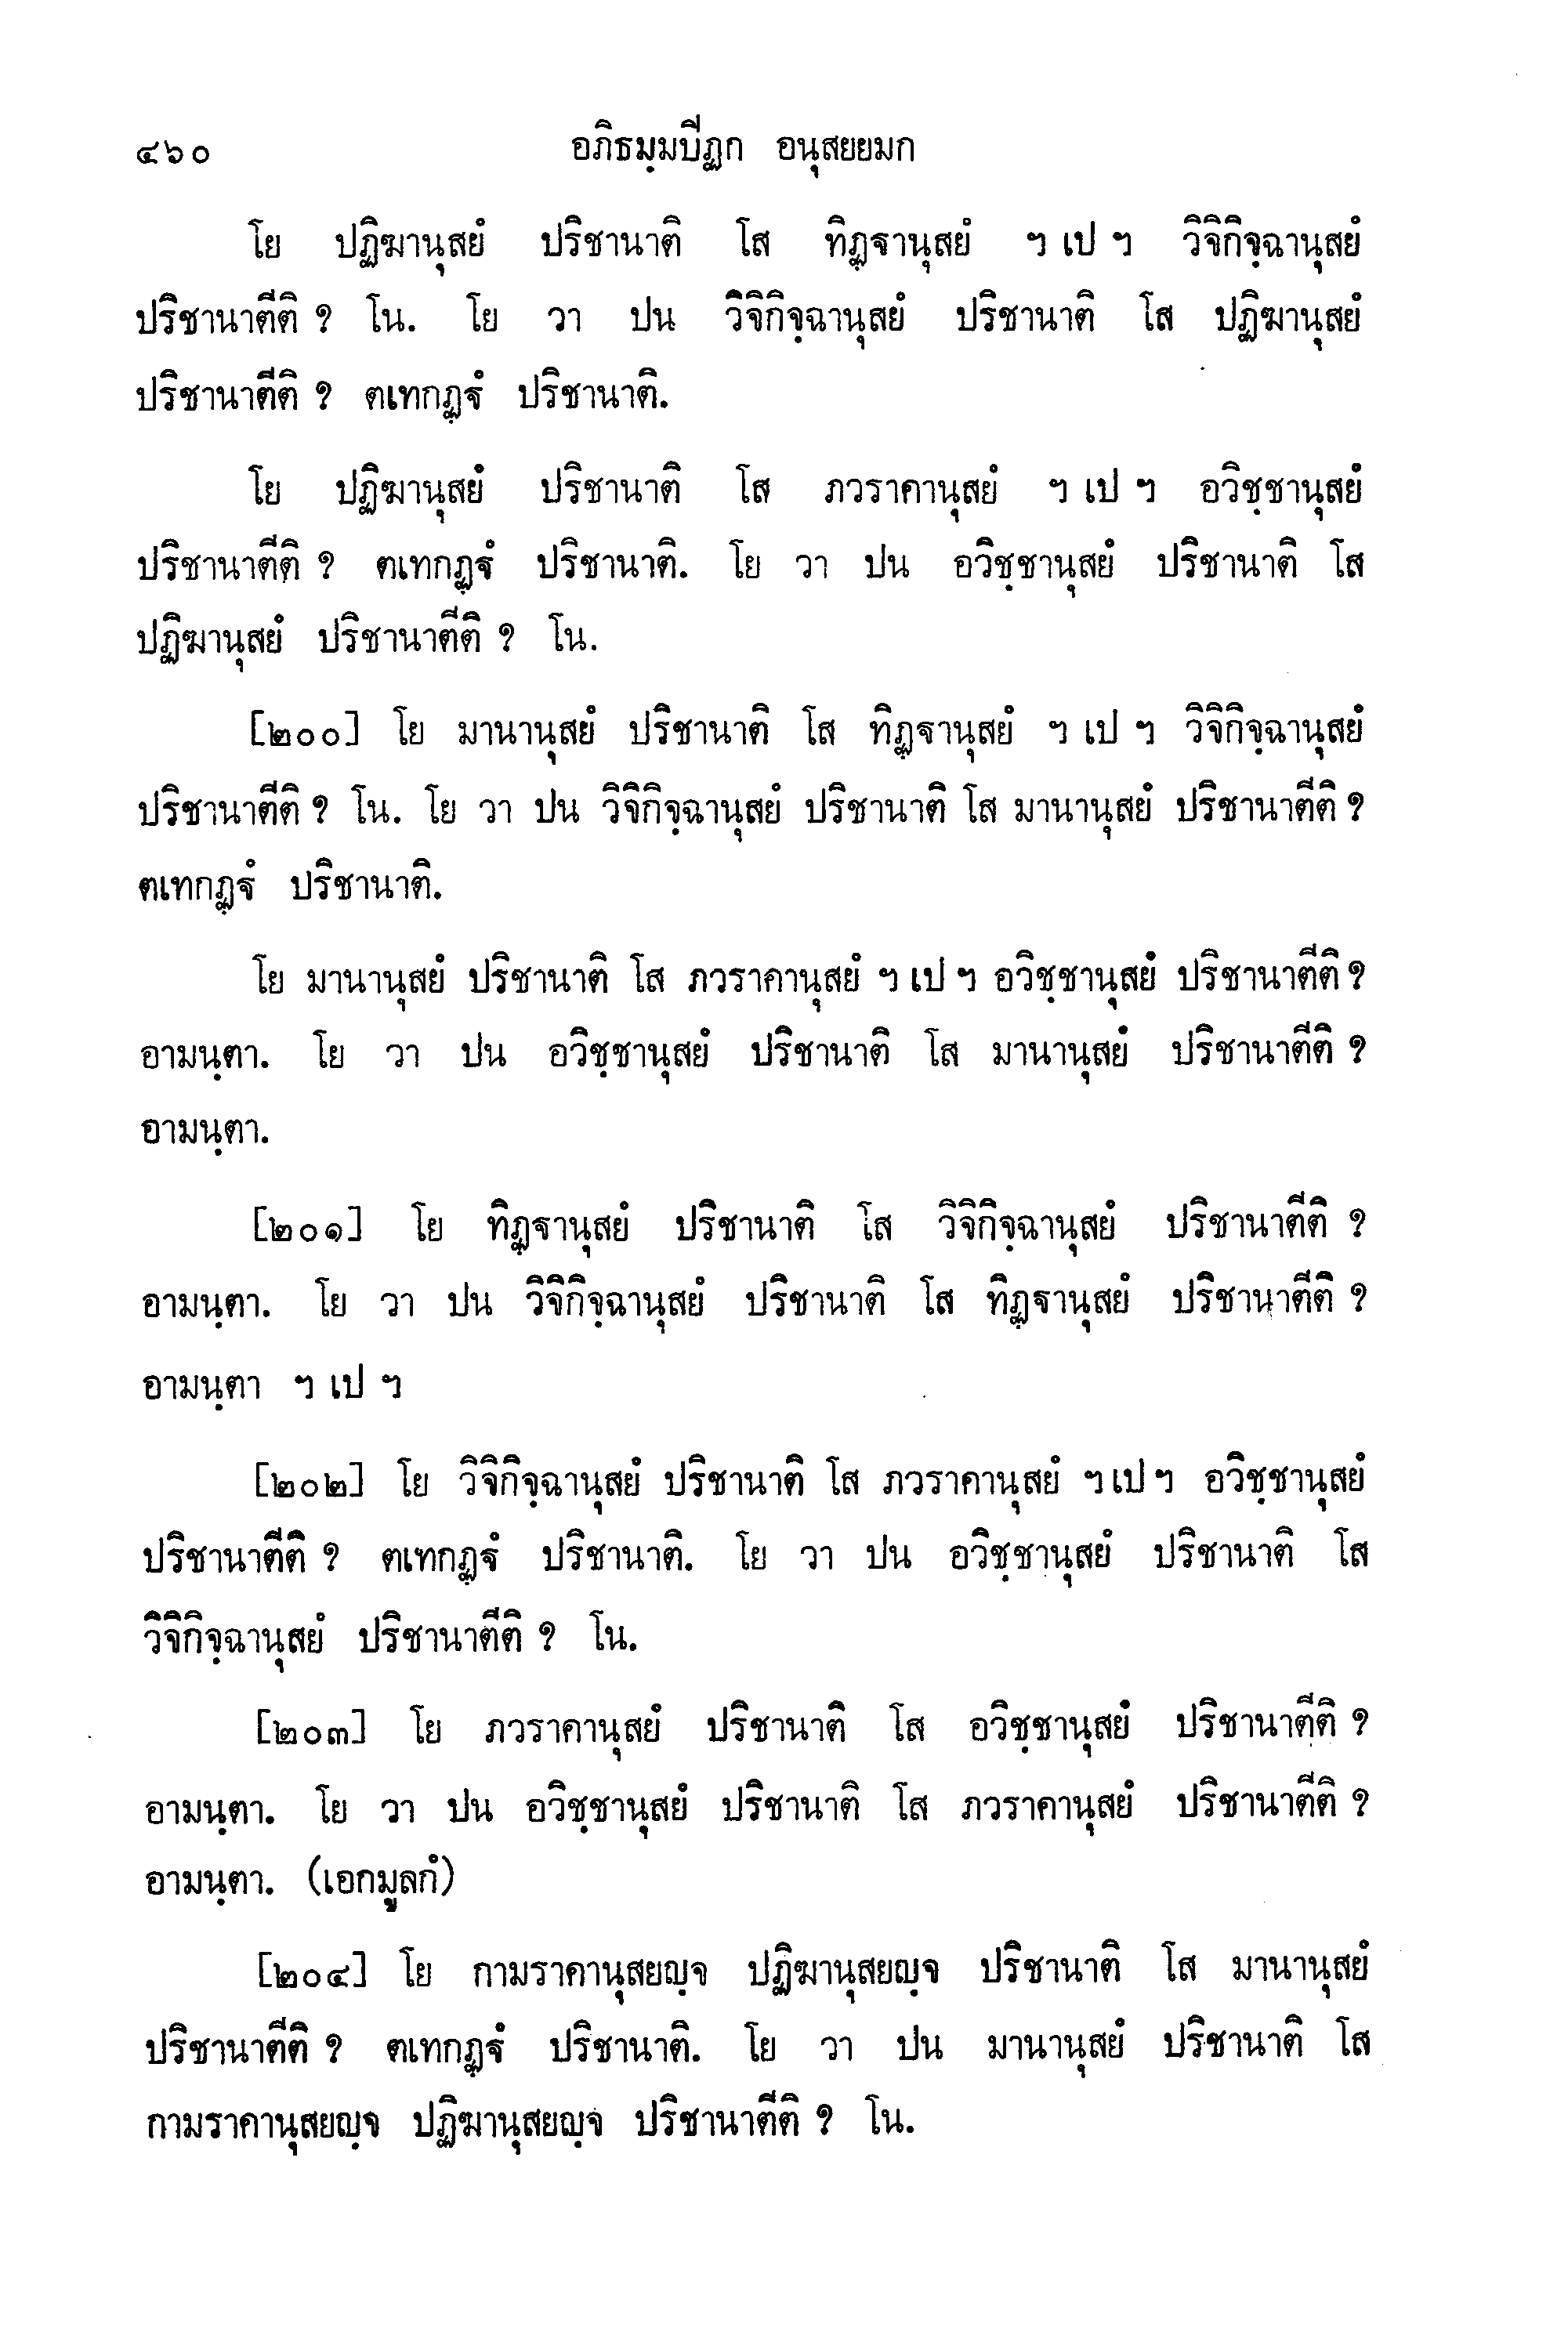 ๔๖๐ อภิธมฺมปีฏก อนุสยยมก
โย ปฏิฆานุสยํ ปริชานาติ โส ทิฏฺฐานุสยํ ฯ เป ฯ วิจิกิจฺฉานุสยํ
ปริชานาตีติ ? โน. โย วา ปน วิจิกิจฺฉานุสยํ ปริชานาติ โส ปฏิฆานุสยํ
ปริชานาตีติ ? ตเทกฏฺฐํ ปริชานาติ.
โย ปฏิฆานุสยํ ปริชานาติ โส ภวราคานุสยํ ฯ เป ฯ อวิชฺชานุสยํ
ปริชานาตีติ ? ตเทกฏฺฐํ ปริชานาติ. โย วา ปน อวิชฺชานุสยํ ปริชานาติ โส
ปฏิฆานุสยํ ปริชานาตีติ ? โน.
[๒๐๐] โย มานานุสยํ ปริชานาติ โส ทิฏฺฐานุสยํ ฯ เป ฯ วิจิกิจฺฉานุสยํ
ปริชานาตีติ ? โน. โย วา ปน วิจิกิจฺฉานุสยํ ปริชานาติ โส มานานุสยํ ปริชานาตีติ ?
ตเทกฏฺฐํ ปริชานาติ.
โย มานานุสยํ ปริชานาติ โส ภวราคานุสยํ ฯ เป ฯ อวิชฺชานุสยํ ปริชานาตีติ ?
อามนฺตา. โย วา ปน อวิชฺชานุสยํ ปริชานาติ โส มานานุสยํ ปริชานาตีติ ?
อามนฺตา.
[๒๐๑] โย ทิฏฺฐานุสยํ ปริชานาติ โส วิจิกิจฺฉานุสยํ ปริชานาตีติ ?
อามนฺตา. โย วา ปน วิจิกิจฺฉานุสยํ ปริชานาติ โส ทิฏฺฐานุสยํ ปริชานาตีติ ?
อามนฺตา ฯ เป ฯ
[๒๐๒] โย วิจิกิจฺฉานุสยํ ปริชานาติ โส ภวราคานุสยํ ฯ เป ฯ อวิชฺชานุสยํ
ปริชานาตีติ ? ตเทกฏฺฐํ ปริชานาติ. โย วา ปน อวิชฺชานุสยํ ปริชานาติ โส
วิจิกิจฺฉานุสยํ ปริชานาตีติ ? โน.
[๒๐๓] โย ภวราคานุสยํ ปริชานาติ โส อวิชฺชานุสยํ ปริชานาตีติ ?
อามนฺตา. โย วา ปน อวิชฺชานุสยํ ปริชานาติ โส ภวราคานุสยํ ปริชานาตีติ ?
อามนฺตา. (เอกมูลกํ)
[๒๐๔] โย กามราคานุสยญฺจ ปฏิฆานุสยญฺจ ปริชานาติ โส มานานุสยํ
ปริชานาตีติ ? ตเทกฏฺฐํ ปริชานาติ. โย วา ปน มานานุสยํ ปริชานาติ โส
กามราคานุสยญฺจ ปฏิฆานุสยญฺจ ปริชานาตีติ ? โน.